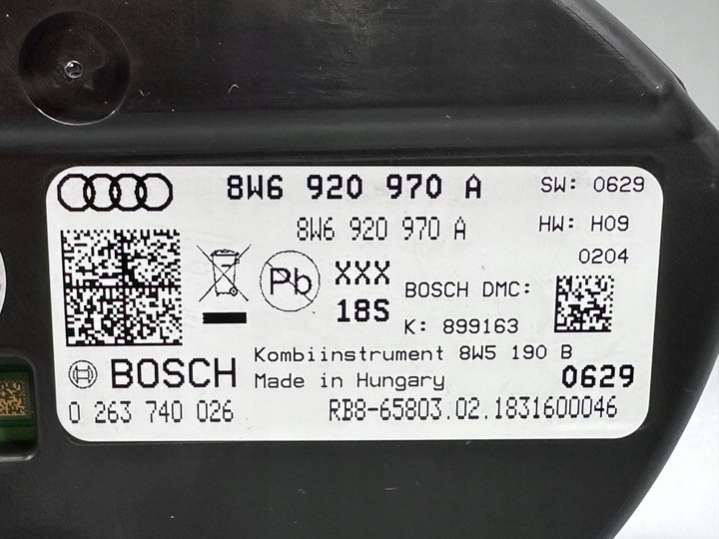 8W6 920 970 A SW: 0629
8W6 920 970 A HW: H09
0204
Pb XXX
18S
BOSCH DMC:
K: 899163
Kombiinstrument 8W5 190 B
BOSCH Made in Hungary 0629
0 263 740 026 RB8-65803.02.1831600046